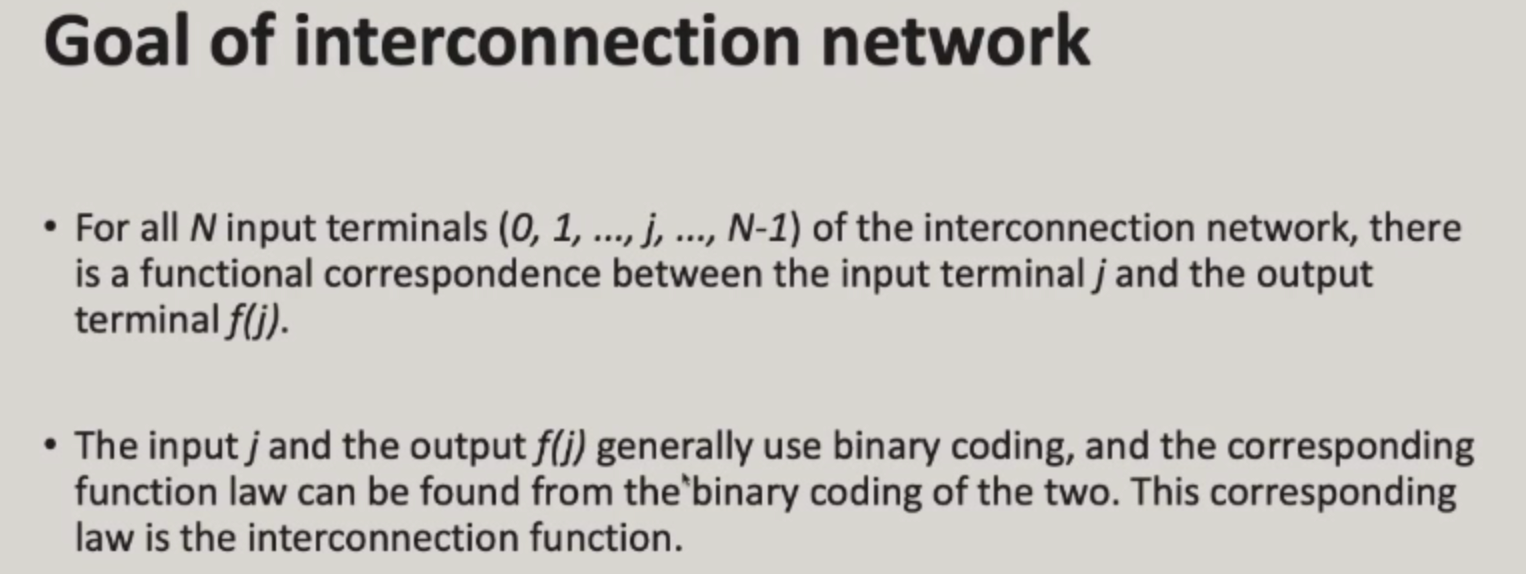 Goal of interconnection network
• For all N input terminals (0, 1, ..., j, ..., N-1) of the interconnection network, there
is a functional correspondence between the input terminal j and the output
terminal f(j).
• The input j and the output f(j) generally use binary coding, and the corresponding
function law can be found from the binary coding of the two. This corresponding
law is the interconnection function.